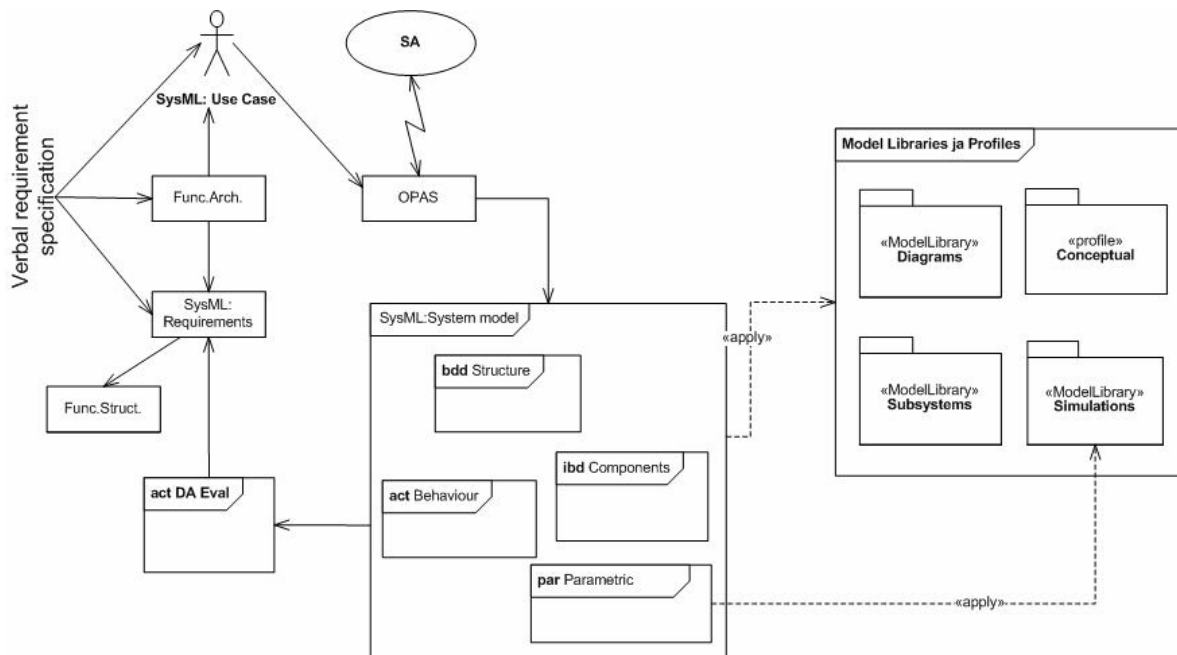 SA
SysML: Use Case
Verbal requirement
specification
Func.Arch.
OPAS
SysML:
Requirements
Func.Struct.
act DA Eval
SysML:System model
bdd Structure
ibd Components
act Behaviour
par Parametric
«apply»
«apply»
Model Libraries ja Profiles
«ModelLibrary»
Diagrams
«profile»
Conceptual
«ModelLibrary»
Subsystems
«ModelLibrary»
Simulations